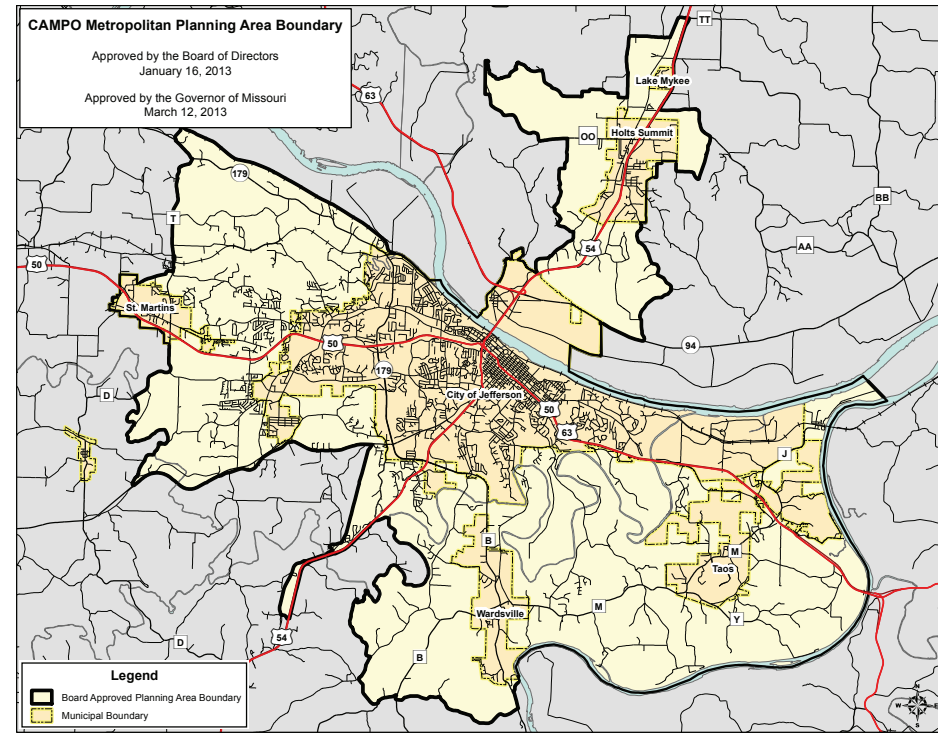 CAMPO Metropolitan Planning Area Boundary
Approved by the Board of Directors
January 16, 2013
Approved by the Governor of Missouri
March 12, 2013
TT
Lake Mykee
63
OO
Holts Summit
179
BB
T
54
AA
50
St. Martins
50
94
179
D
City of Jefferson
50
63
J
B
M
Taos
Wardsville
M
Y
54
D
B
Legend
Board Approved Planning Area Boundary
Municipal Boundary
N
W
E
S